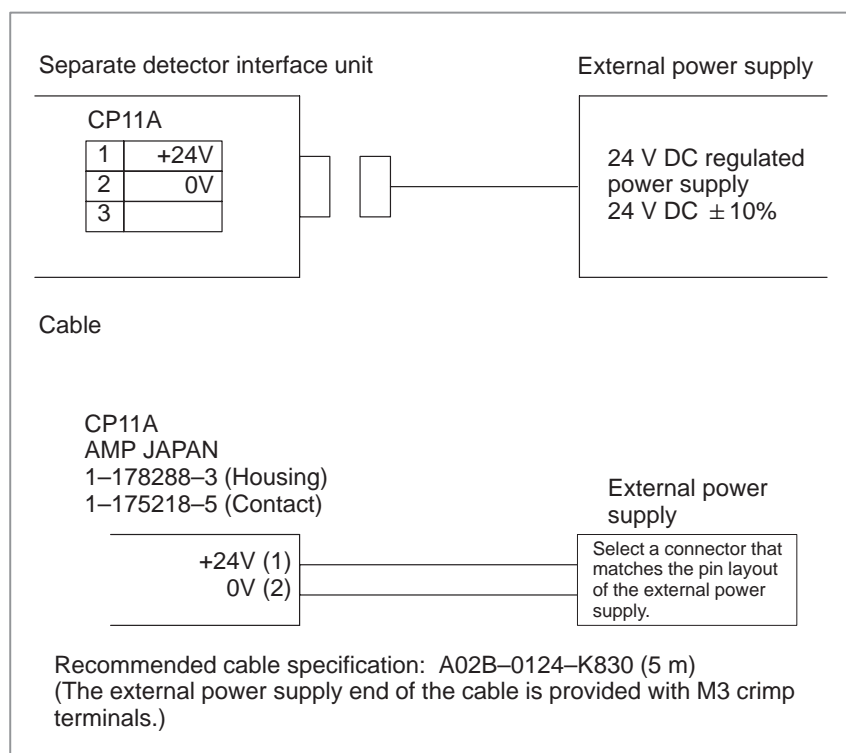 Separate detector interface unit
External power supply
CP11A
1 +24V
2 0V
3
24 V DC regulated
power supply
24 V DC ±10%
Cable
CP11A
AMP JAPAN
1–178288–3 (Housing)
1–175218–5 (Contact)
External power
supply
+24V (1)
0V (2)
Select a connector that
matches the pin layout
of the external power
supply.
Recommended cable specification: A02B–0124–K830 (5 m)
(The external power supply end of the cable is provided with M3 crimp
terminals.)